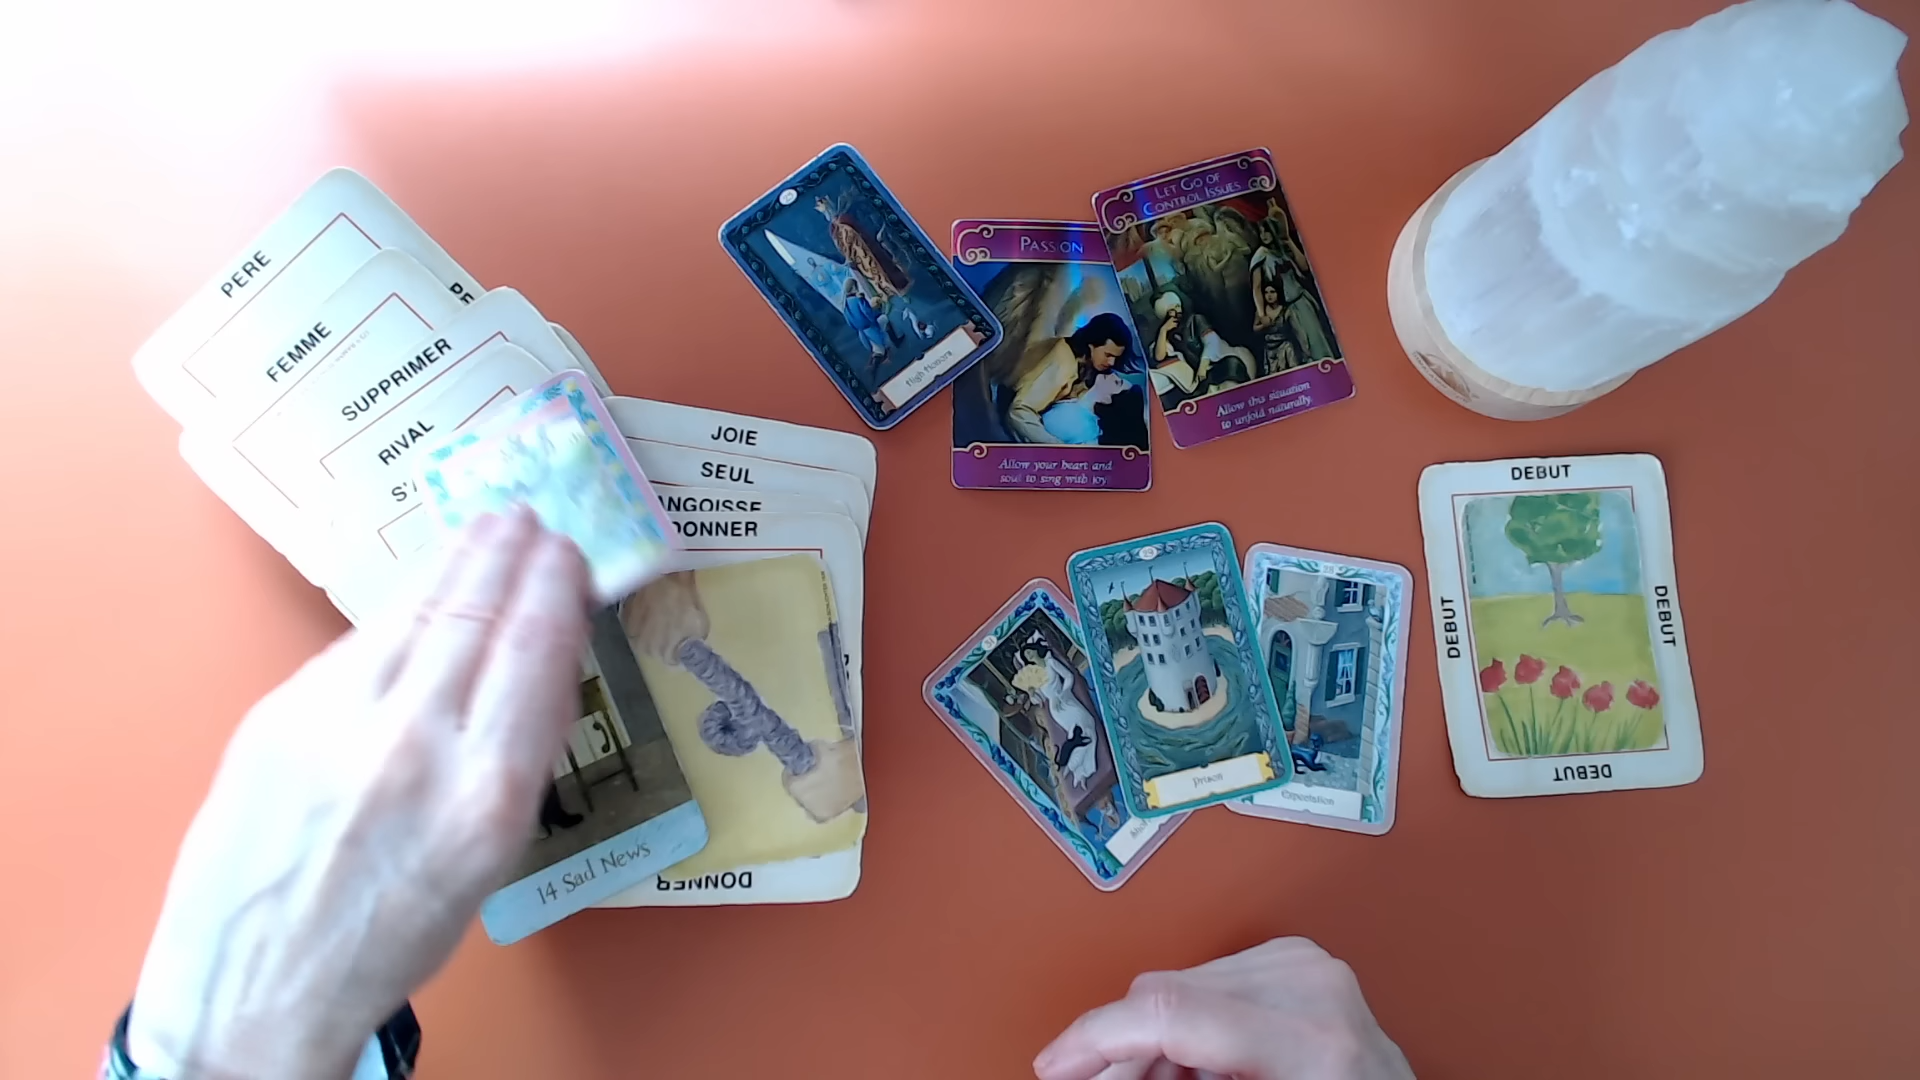 PERE
FEMME
SUPPRIMER
RIVAL
JOIE
SEUL
ANGOISSE
DONNER
DONNER
14 Sad News
High Honors
PASSION
Allow your heart and
soul to sing with joy.
LET GO OF
CONTROL ISSUES
Allow this situation
to unfold naturally.
Prison
Expectation
DEBUT
DEBUT
DEBUT
DEBUT